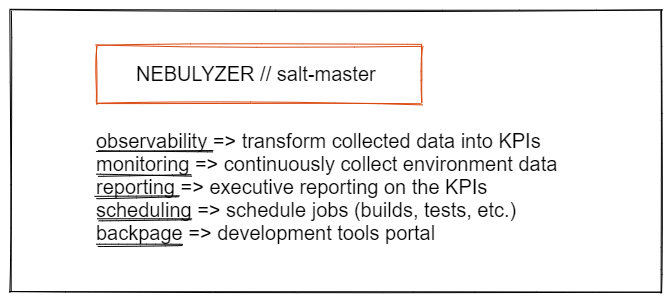 NEBULYZER // salt-master
observability => transform collected data into KPIs
monitoring => continuously collect environment data
reporting => executive reporting on the KPIs
scheduling => schedule jobs (builds, tests, etc.)
backpage => development tools portal